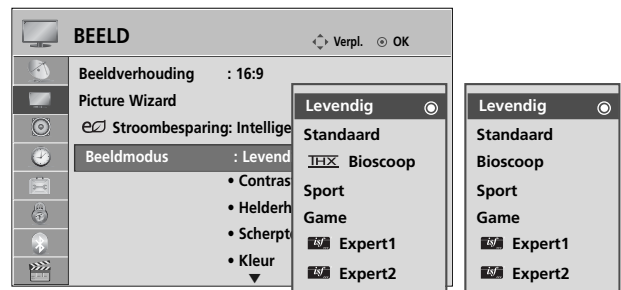 BEELD
Verpl. OK
Beeldverhouding : 16:9
Picture Wizard
eco Stroombesparing: Intellige
Beeldmodus : Levend
• Contras
• Helderh
• Scherpt
• Kleur
Levendig
Standaard
THX Bioscoop
Sport
Game
isf Expert1
isf Expert2
Levendig
Standaard
Bioscoop
Sport
Game
isf Expert1
isf Expert2